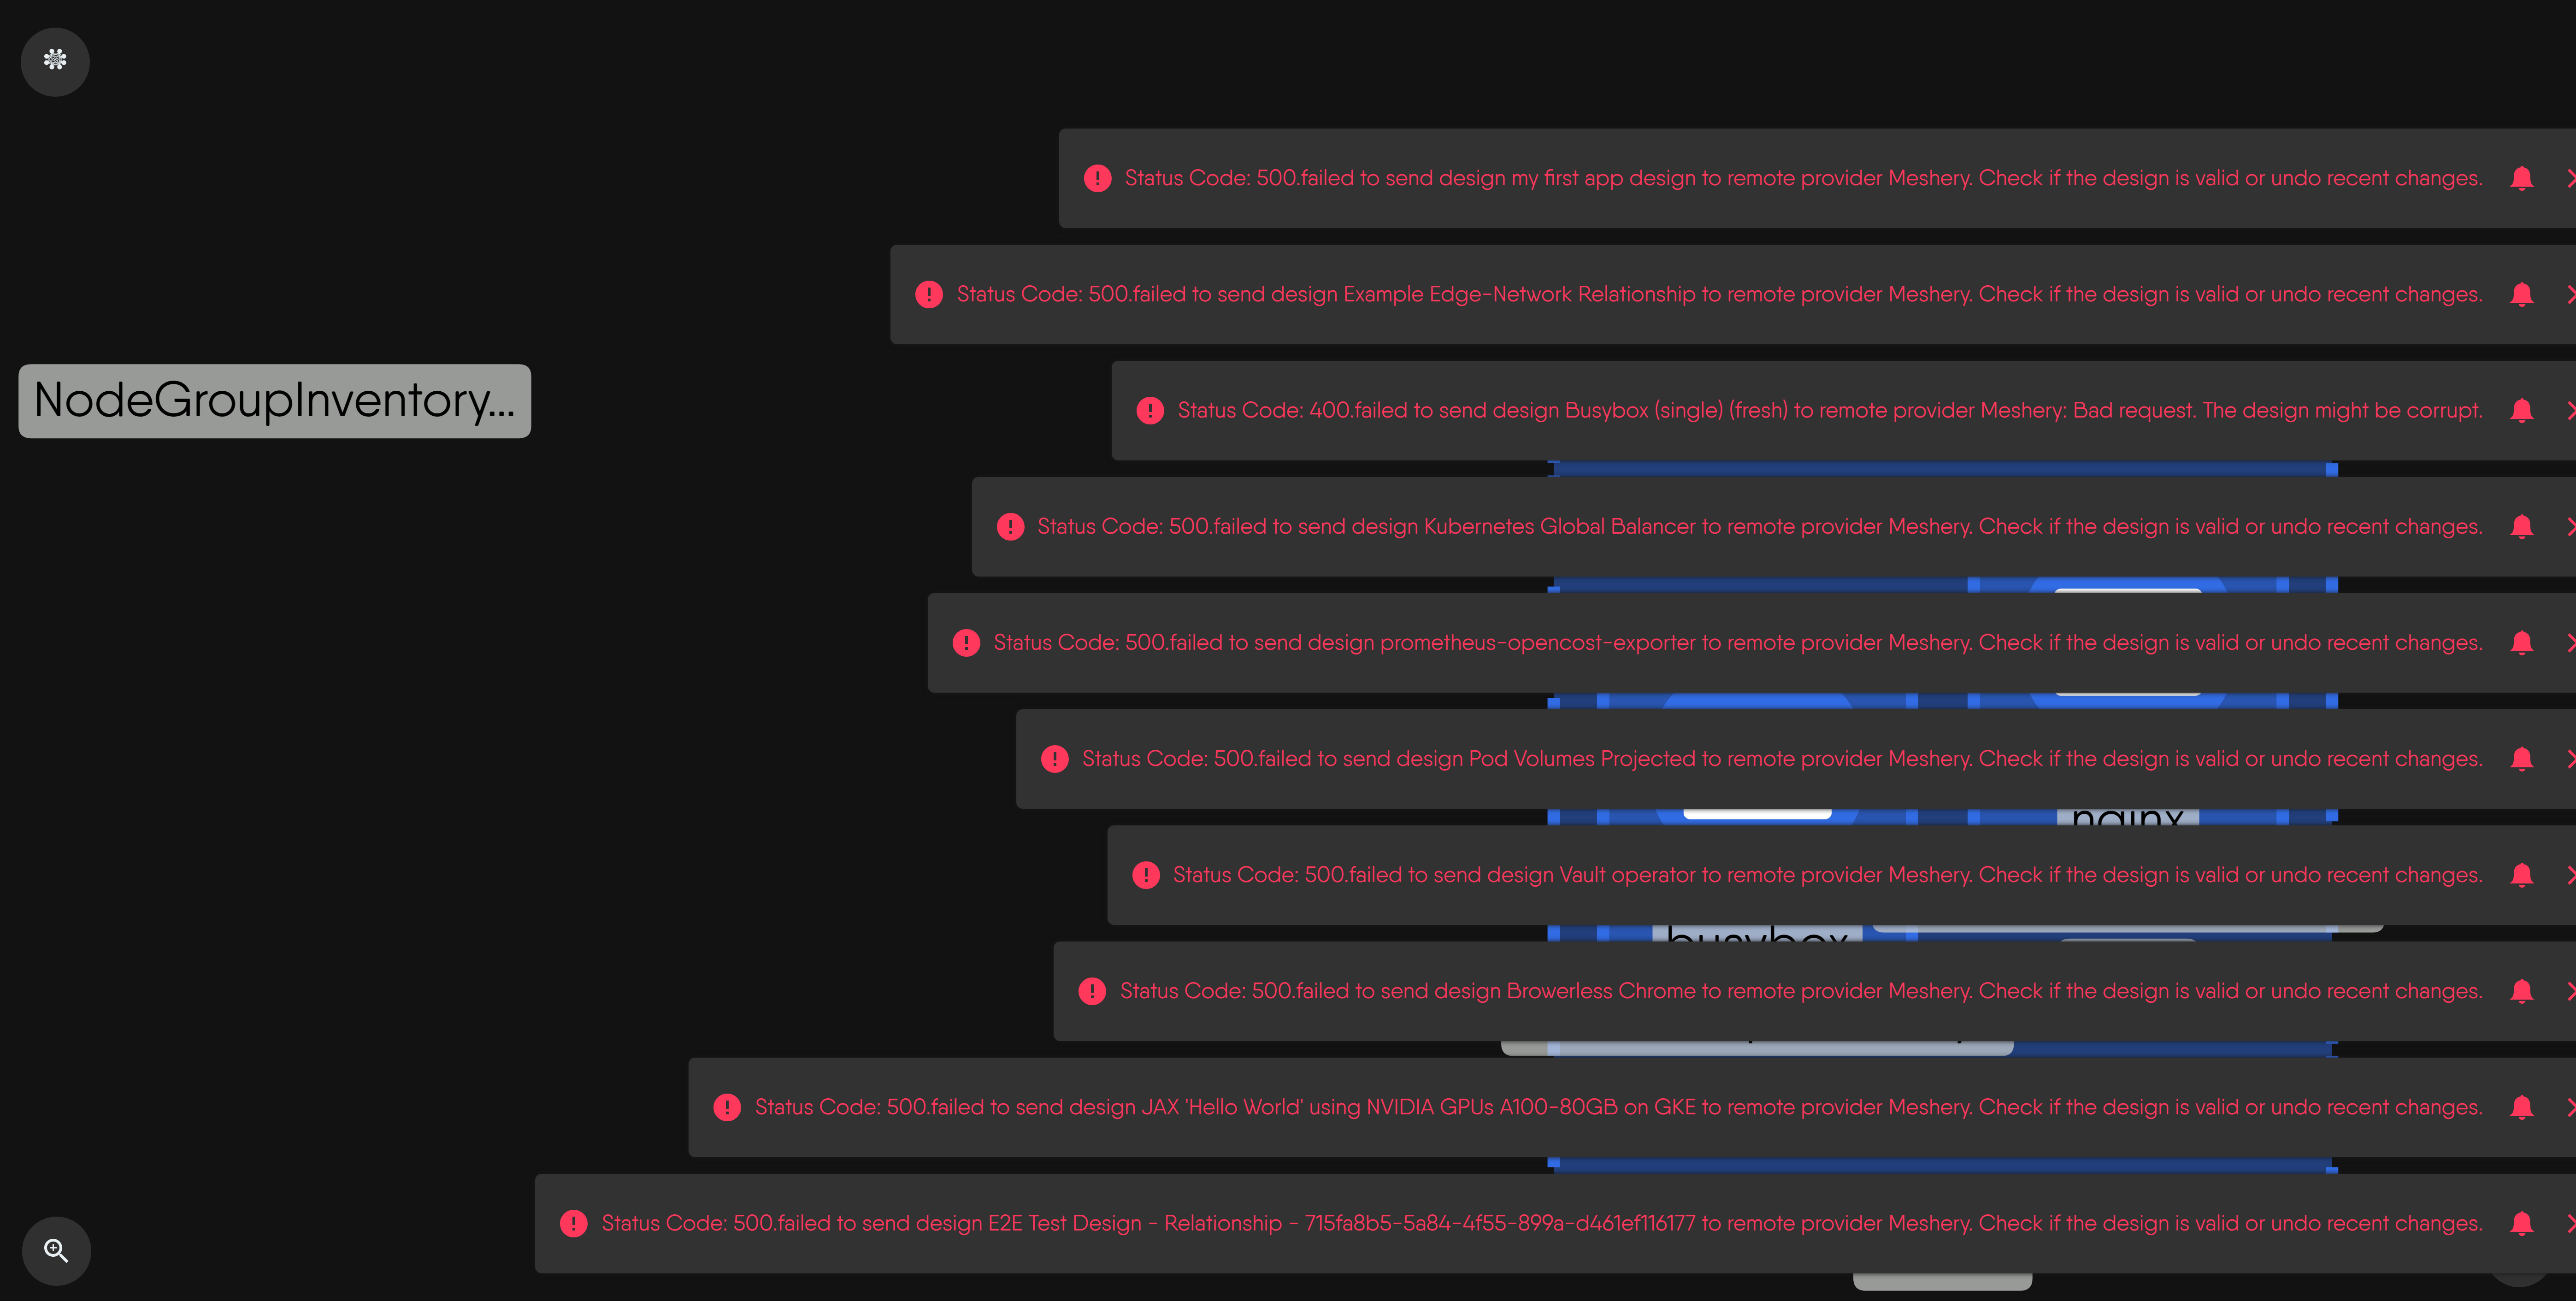 Status Code: 500.failed to send design my first app design to remote provider Meshery. Check if the design is valid or undo recent changes.
Status Code: 500.failed to send design Example Edge-Network Relationship to remote provider Meshery. Check if the design is valid or undo recent changes.
NodeGroupInventory...
Status Code: 400.failed to send design Busybox (single) (fresh) to remote provider Meshery: Bad request. The design might be corrupt.
Status Code: 500.failed to send design Kubernetes Global Balancer to remote provider Meshery. Check if the design is valid or undo recent changes.
Status Code: 500.failed to send design prometheus-opencost-exporter to remote provider Meshery. Check if the design is valid or undo recent changes.
Status Code: 500.failed to send design Pod Volumes Projected to remote provider Meshery. Check if the design is valid or undo recent changes.
nginx
Status Code: 500.failed to send design Vault operator to remote provider Meshery. Check if the design is valid or undo recent changes.
busybox
Status Code: 500.failed to send design Browerless Chrome to remote provider Meshery. Check if the design is valid or undo recent changes.
Status Code: 500.failed to send design JAX 'Hello World' using NVIDIA GPUs A100-80GB on GKE to remote provider Meshery. Check if the design is valid or undo recent changes.
Status Code: 500.failed to send design E2E Test Design - Relationship - 715fa8b5-5a84-4f55-899a-d461ef116177 to remote provider Meshery. Check if the design is valid or undo recent changes.